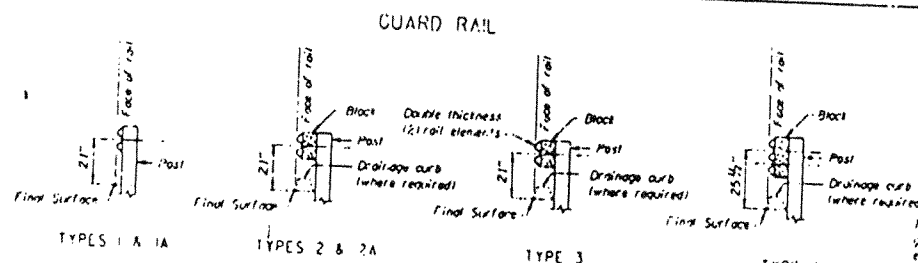 GUARD RAIL
Face of rail
21"
Post
Final Surface
TYPES 1 & 1A
Face of rail
Block
Post
21"
Drainage curb
(where required)
Final Surface
TYPES 2 & 2A
Face of rail
Double thickness
(2) rail elements
Block
Post
21"
Drainage curb
(where required)
Final Surface
TYPE 3
Face of rail
Block
Post
25½"
Drainage curb
(where required
Final Surface